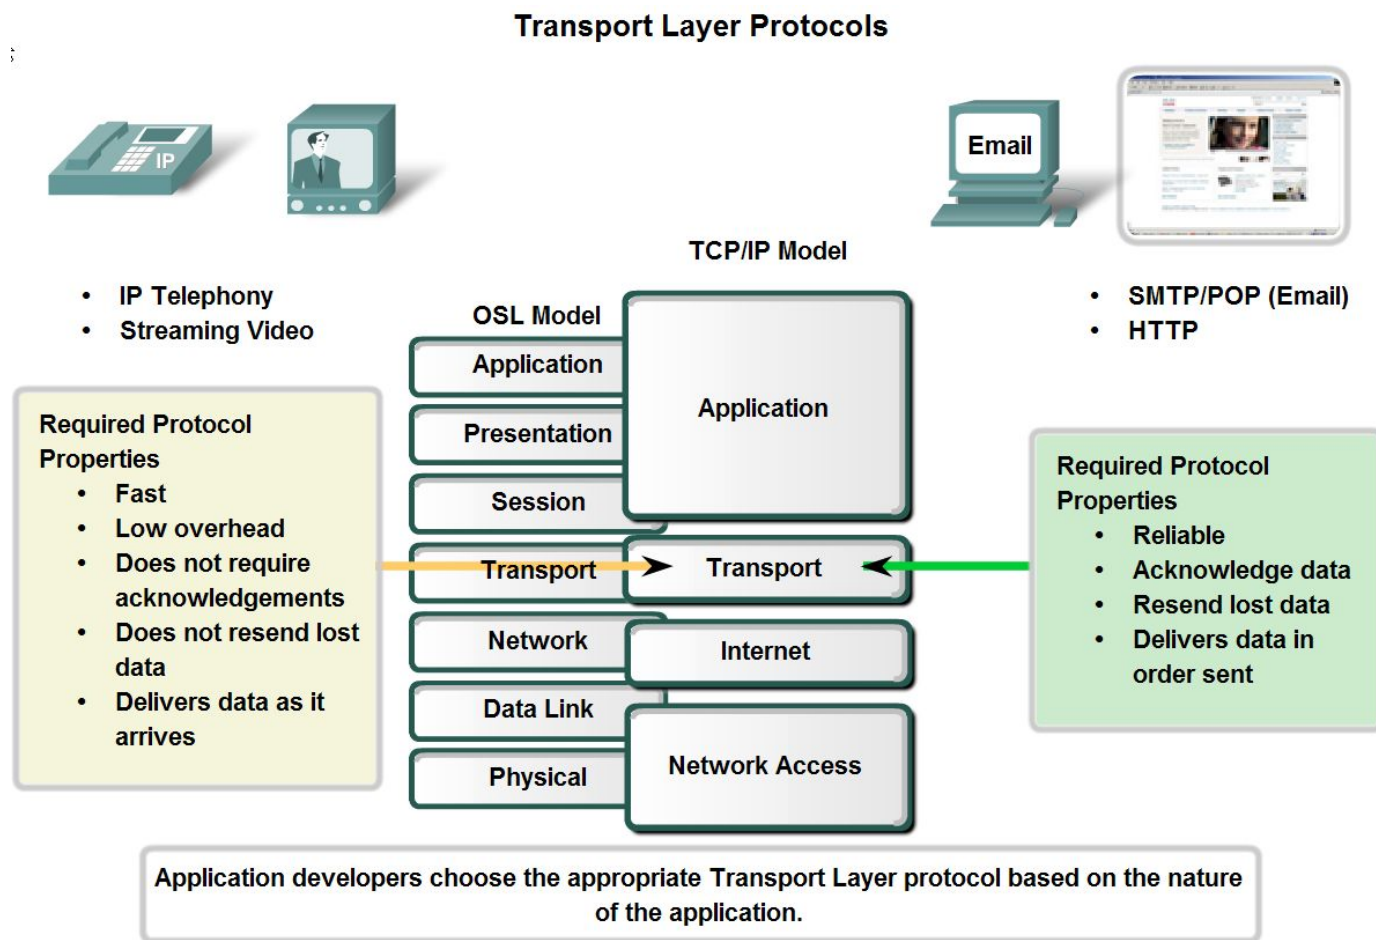 Transport Layer Protocols
IP
Email
TCP/IP Model
• IP Telephony
• Streaming Video
• SMTP/POP (Email)
• HTTP
OSL Model
Application
Presentation
Session
Transport
Network
Data Link
Physical
Application
Transport
Internet
Network Access
Required Protocol
Properties
• Fast
• Low overhead
• Does not require
acknowledgements
• Does not resend lost
data
• Delivers data as it
arrives
Required Protocol
Properties
• Reliable
• Acknowledge data
• Resend lost data
• Delivers data in
order sent
Application developers choose the appropriate Transport Layer protocol based on the nature
of the application.